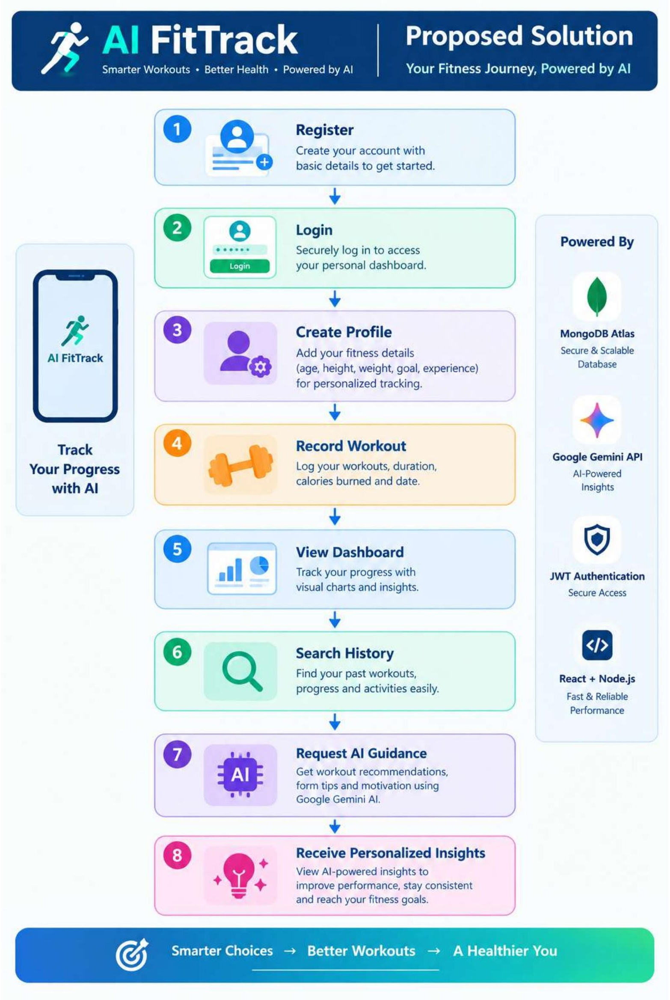 AI FitTrack
Smarter Workouts • Better Health • Powered by AI
Proposed Solution
Your Fitness Journey, Powered by AI
1
Register
Create your account with
basic details to get started.
2
Login
Login
Securely log in to access
your personal dashboard.
3
Create Profile
Add your fitness details
(age, height, weight, goal, experience)
for personalized tracking.
4
Record Workout
Log your workouts, duration,
calories burned and date.
5
View Dashboard
Track your progress with
visual charts and insights.
6
Search History
Find your past workouts,
progress and activities easily.
7
AI
Request AI Guidance
Get workout recommendations,
form tips and motivation using
Google Gemini AI.
8
Receive Personalized Insights
View AI-powered insights to
improve performance, stay consistent
and reach your fitness goals.
AI FitTrack
Track
Your Progress
with AI
Powered By
MongoDB Atlas
Secure & Scalable
Database
Google Gemini API
AI-Powered
Insights
JWT Authentication
Secure Access
</>
React + Node.js
Fast & Reliable
Performance
Smarter Choices → Better Workouts → A Healthier You